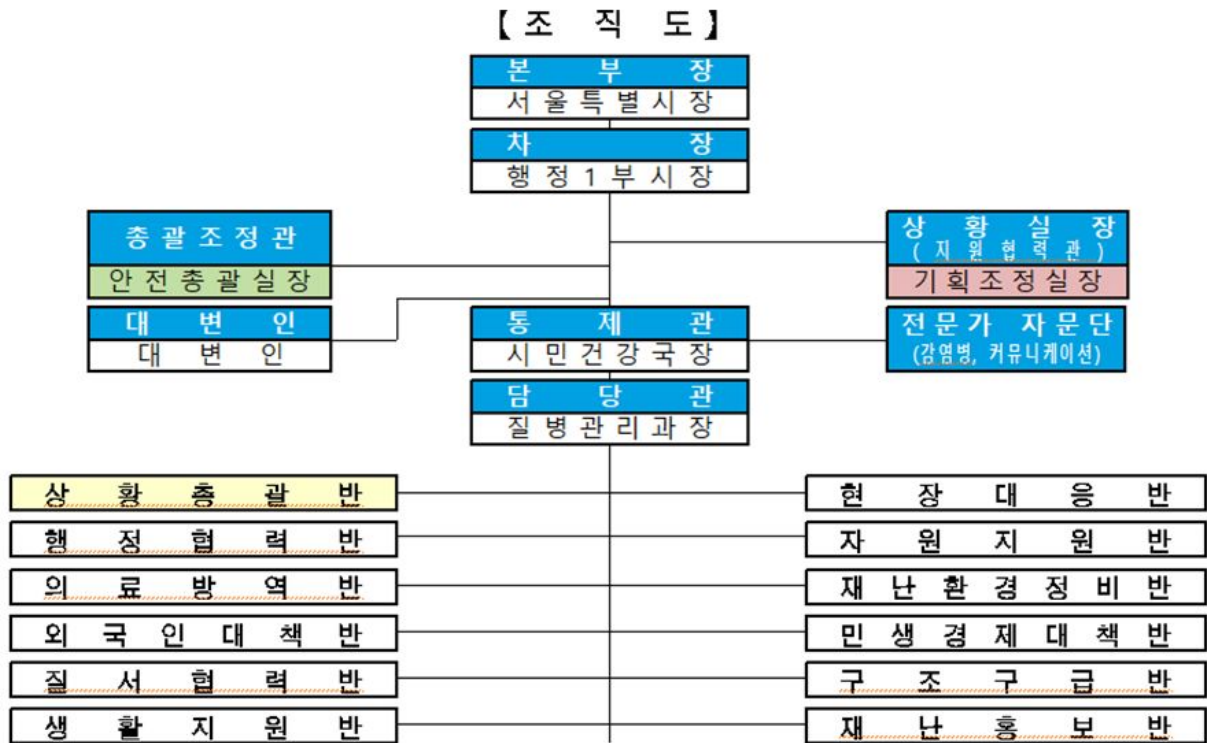 【조 직 도】
본 부 장
서울특별시장
차 장
행정1부시장
총괄조정관
안전총괄실장
상 황 실 장
( 지 원 협 력 관 )
기획조정실장
대 변 인
대 변 인
통 제 관
시민건강국장
전문가 자문단
(감염병, 커뮤니케이션)
담 당 관
질병관리과장
상 황 총 괄 반
현 장 대 응 반
행 정 협 력 반
자 원 지 원 반
의 료 방 역 반
재 난 환 경 정 비 반
외 국 인 대 책 반
민 생 경 제 대 책 반
질 서 협 력 반
구 조 구 급 반
생 활 지 원 반
재 난 홍 보 반